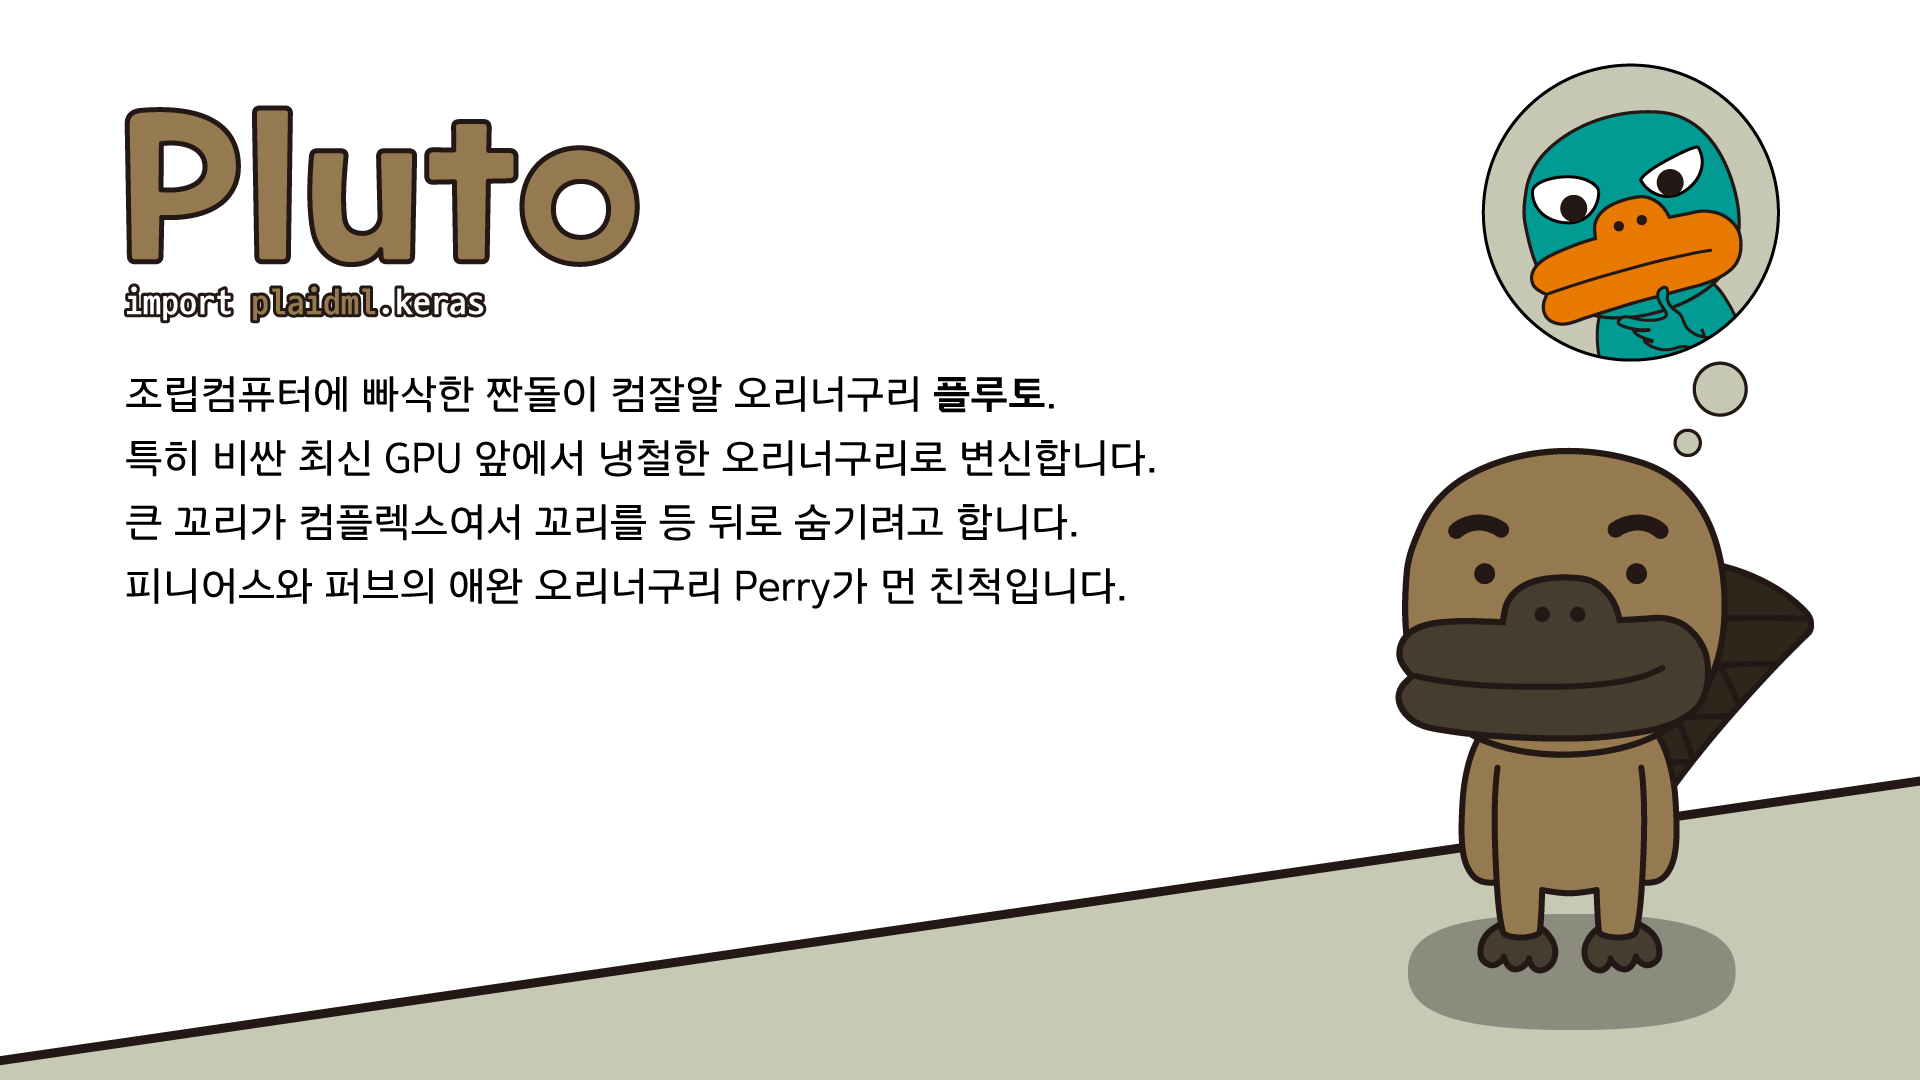 Pluto
import plaidml.keras
조립컴퓨터에 빠삭한 짠돌이 컴잘알 오리너구리 플루토.
특히 비싼 최신 GPU 앞에서 냉철한 오리너구리로 변신합니다.
큰 꼬리가 컴플렉스여서 꼬리를 등 뒤로 숨기려고 합니다.
피니어스와 퍼브의 애완 오리너구리 Perry가 먼 친척입니다.